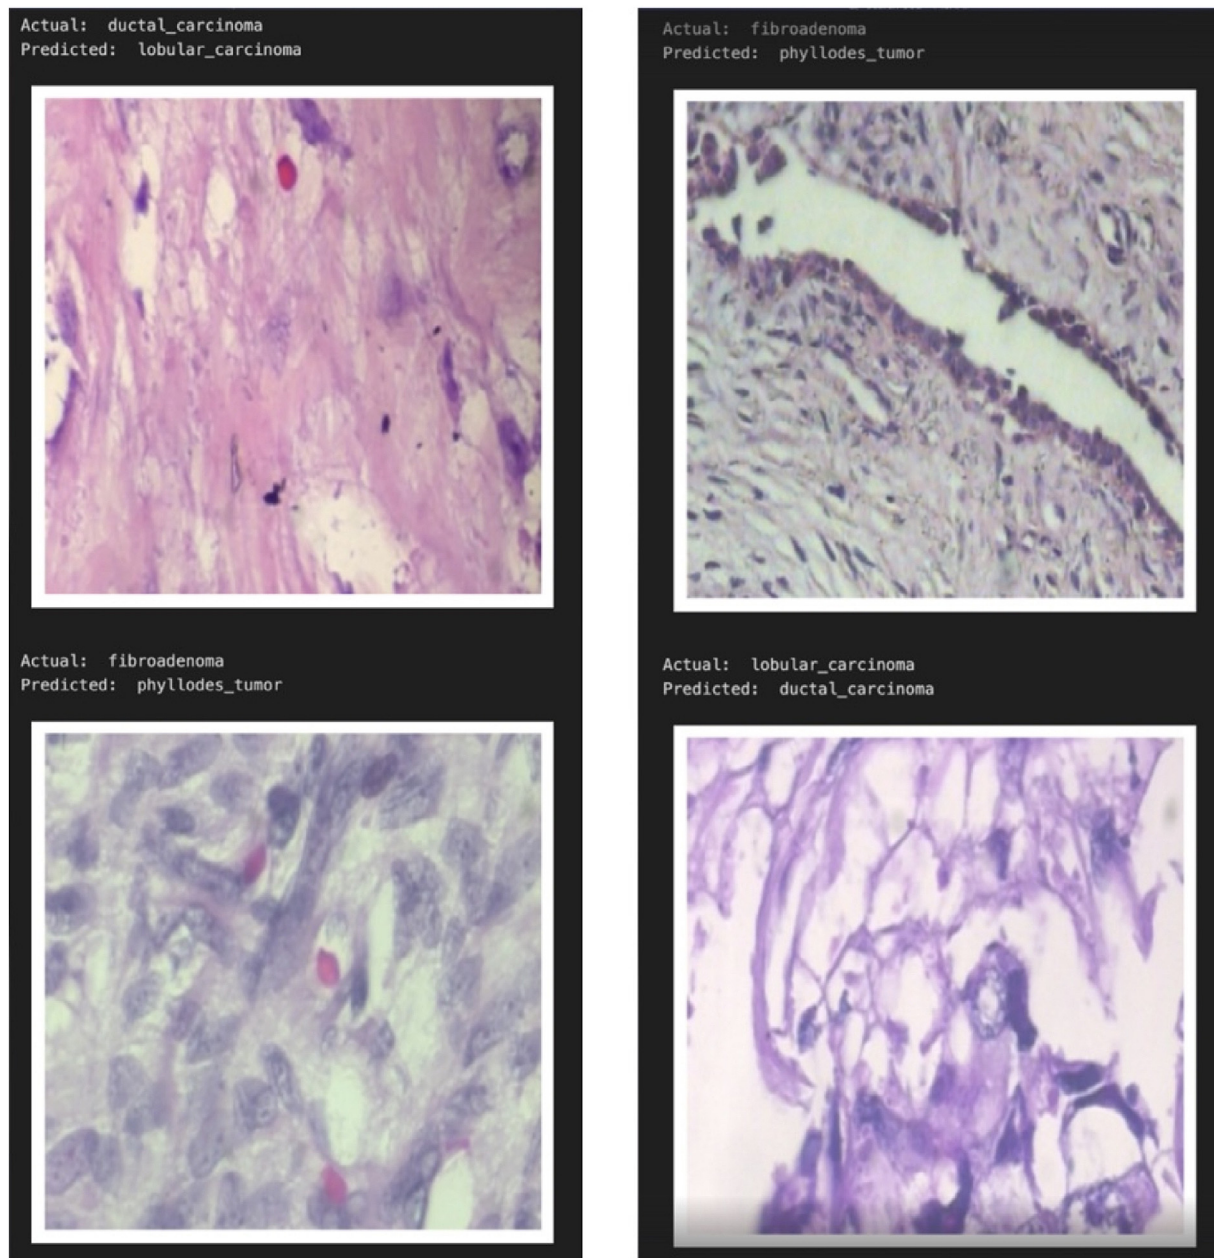 Actual:  ductal_carcinoma
Predicted:  lobular_carcinoma
Actual:  fibroadenoma
Predicted:  phyllodes_tumor
Actual:  fibroadenoma
Predicted:  phyllodes_tumor
Actual:  lobular_carcinoma
Predicted:  ductal_carcinoma